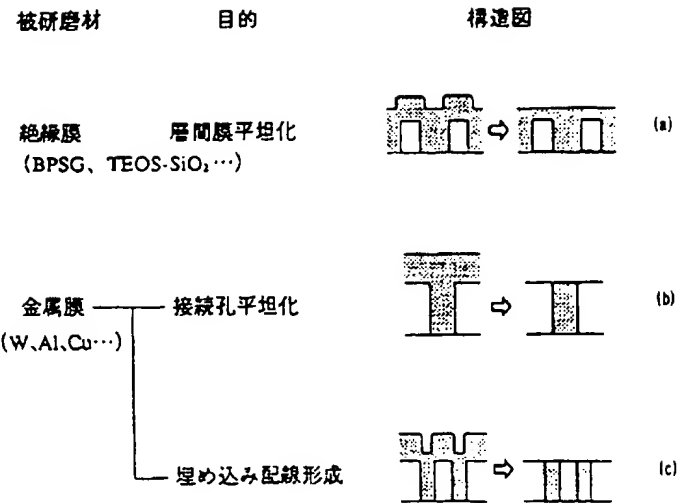 被研磨材 目的 構造図
絶縁膜 層間膜平坦化 (a)
(BPSG、TEOS-SiO₂…)
金属膜 接続孔平坦化 (b)
(W、Al、Cu…)
埋め込み配線形成 (c)